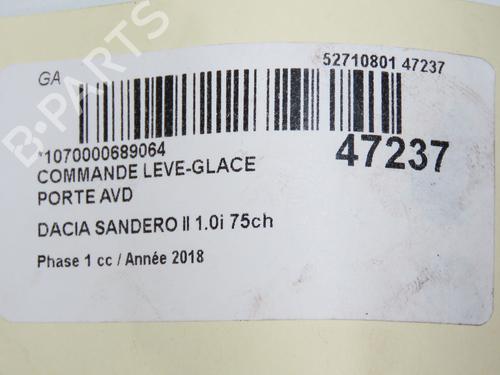 GA
52710801 47237
*1070000689064
47237
COMMANDE LEVE-GLACE
PORTE AVD
DACIA SANDERO II 1.0i 75ch
Phase 1 cc / Année 2018
B-PARTS